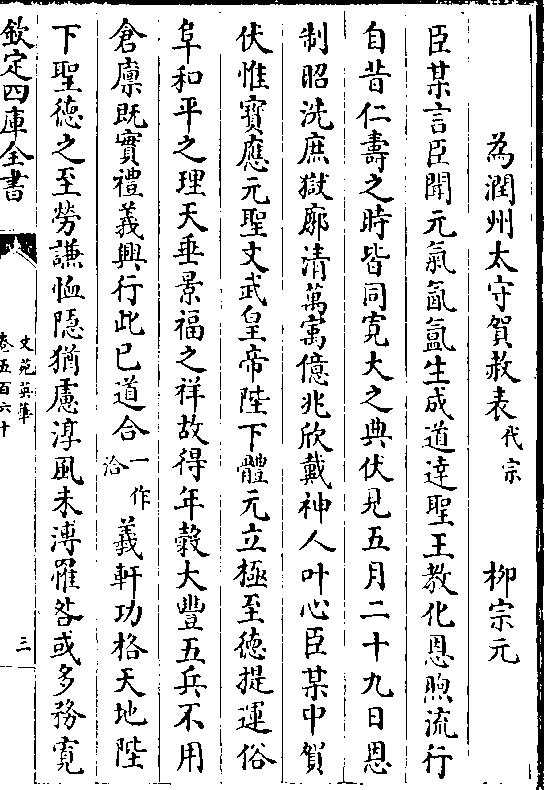 為潤州太守賀赦表代宗 柳宗元
臣某言臣聞元氣氤氲生成道達聖王教化恩煦流行
自昔仁壽之時皆同寛大之典伏見五月二十九日恩
制昭洗庶獄廓清萬寓億兆欣戴神人叶心臣某中賀
伏惟寳應元聖文武皇帝陛下體元立極至德提運俗
阜和平之理天垂景福之祥故得年穀大豐五兵不用
倉廪既實禮義興行此已道合一作洽羲軒功格天地陛
下聖德之至勞謙恤隱猶慮淳風未溥罹咎或多務寛
欽定四庫全書
文苑英華
卷五百六十
三